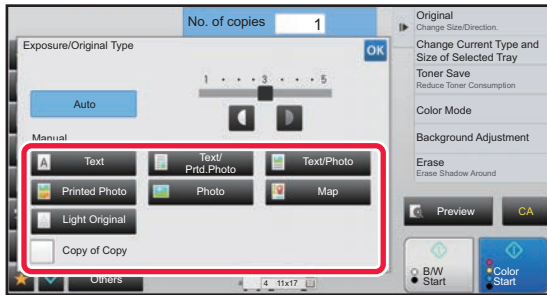 No. of copies 1
Exposure/Original Type
OK
1 3 5
Auto
Manual
A Text
Text/
Prtd.Photo
Text/Photo
Printed Photo
Photo
Map
Light Original
Copy of Copy
Others
4 11x17
Original
Change Size/Direction.
Change Current Type and
Size of Selected Tray
Toner Save
Reduce Toner Consumption
Color Mode
Background Adjustment
Erase
Erase Shadow Around
Preview
CA
B/W
Start
Color
Start